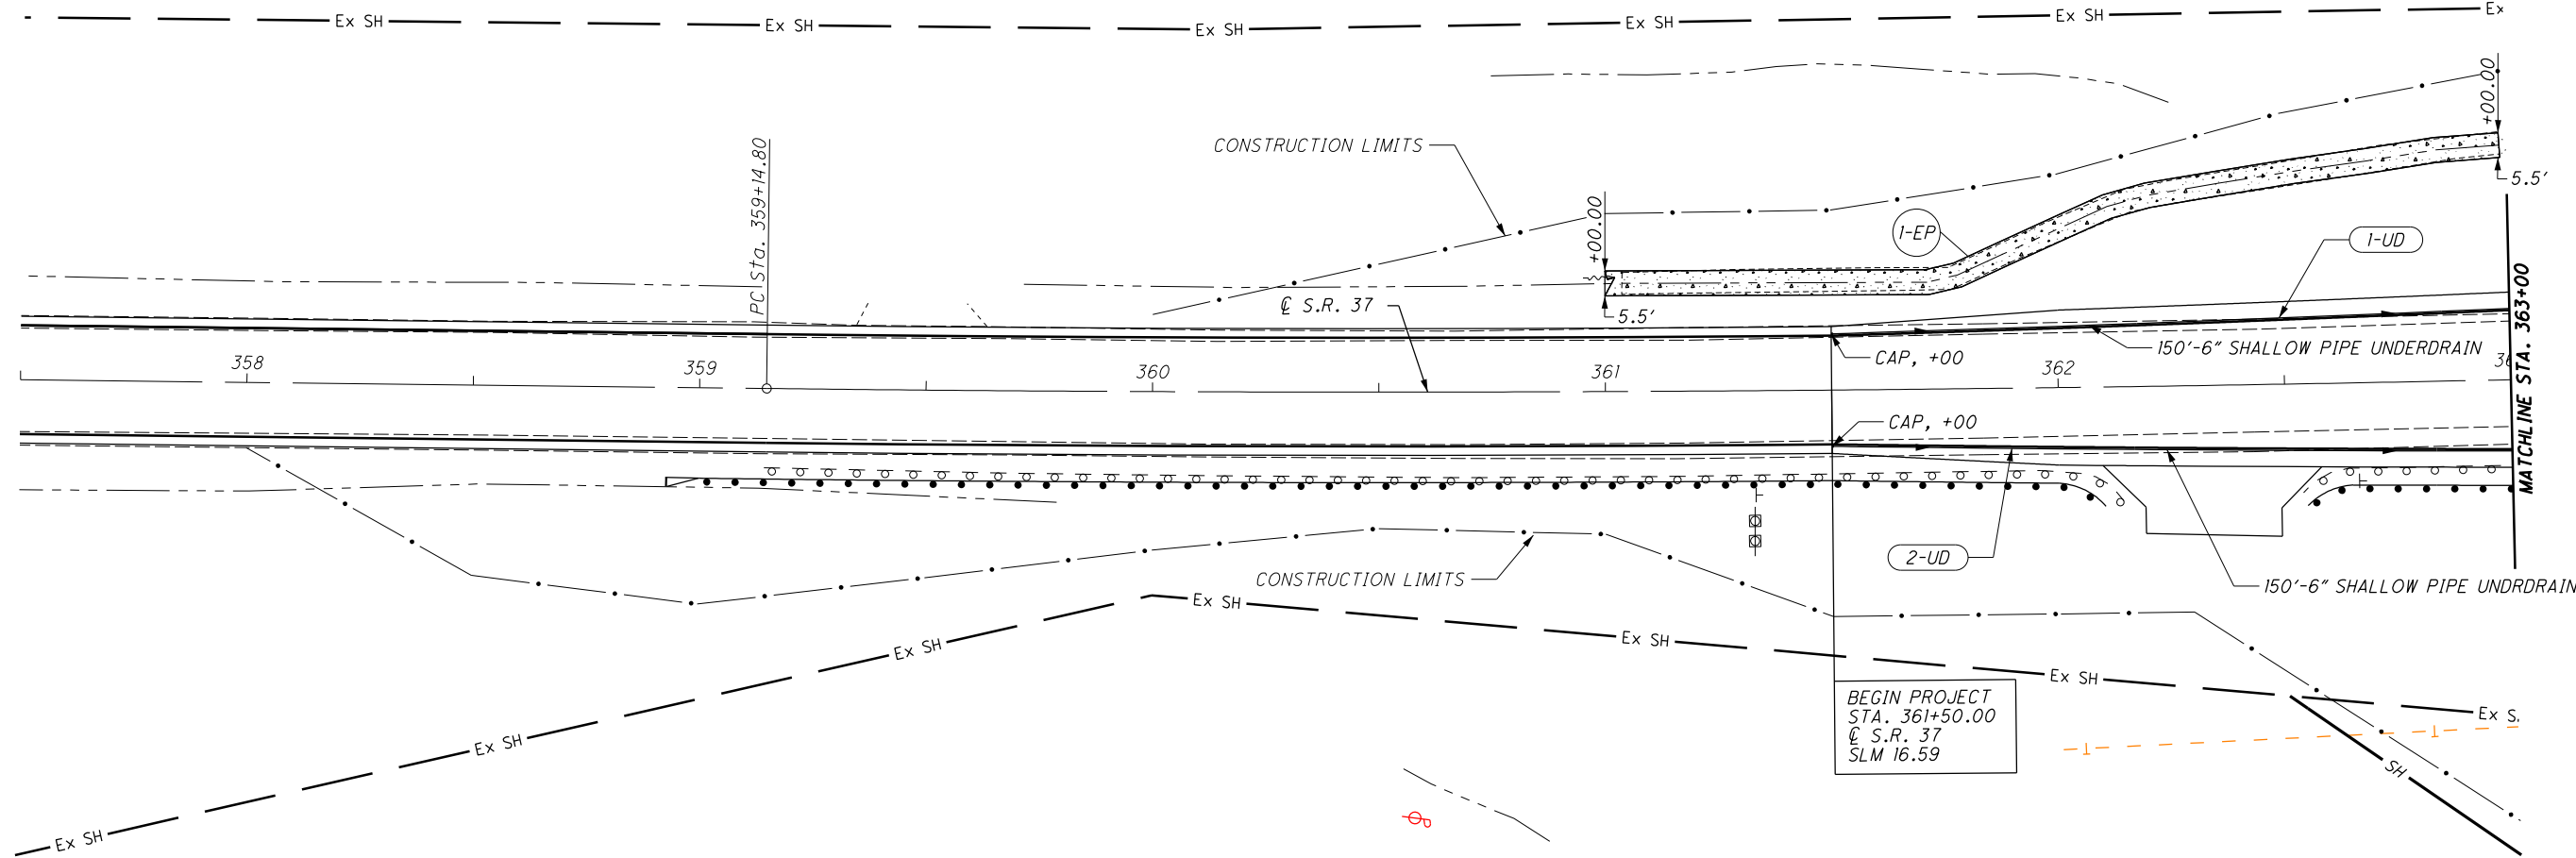 Ex SH
Ex SH
Ex SH
Ex SH
Ex SH
Ex
+00.00
CONSTRUCTION LIMITS
PC Sta. 359+14.80
5.5'
+00.00
1-EP
1-UD
℄ S.R. 37
5.5'
MATCHLINE STA. 363+00
150'-6" SHALLOW PIPE UNDERDRAIN
CAP, +00
358
359
360
361
362
36
CAP, +00
2-UD
CONSTRUCTION LIMITS
150'-6" SHALLOW PIPE UNDRDRAIN
Ex SH
Ex SH
Ex SH
Ex SH
Ex SH
Ex SH
Ex S
SH
BEGIN PROJECT
STA. 361+50.00
℄ S.R. 37
SLM 16.59